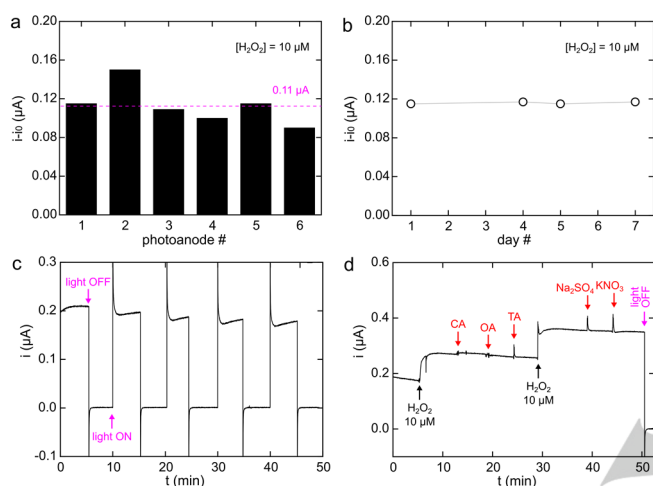 a
[H₂O₂] = 10 µM
0.11 µA
0.20
0.16
0.12
0.08
0.04
0.00
i-i₀ (µA)
1 2 3 4 5 6
photoanode #
b
[H₂O₂] = 10 µM
0.20
0.16
0.12
0.08
0.04
0.00
i-i₀ (µA)
1 2 3 4 5 6 7
day #
c
light OFF
light ON
0.3
0.2
0.1
0.0
-0.1
i (µA)
0 10 20 30 40 50
t (min)
d
Na₂SO₄ KNO₃
light
OFF
CA OA TA
H₂O₂
10 µM
H₂O₂
10 µM
0.6
0.4
0.2
0.0
i (µA)
0 10 20 30 40 50
t (min)